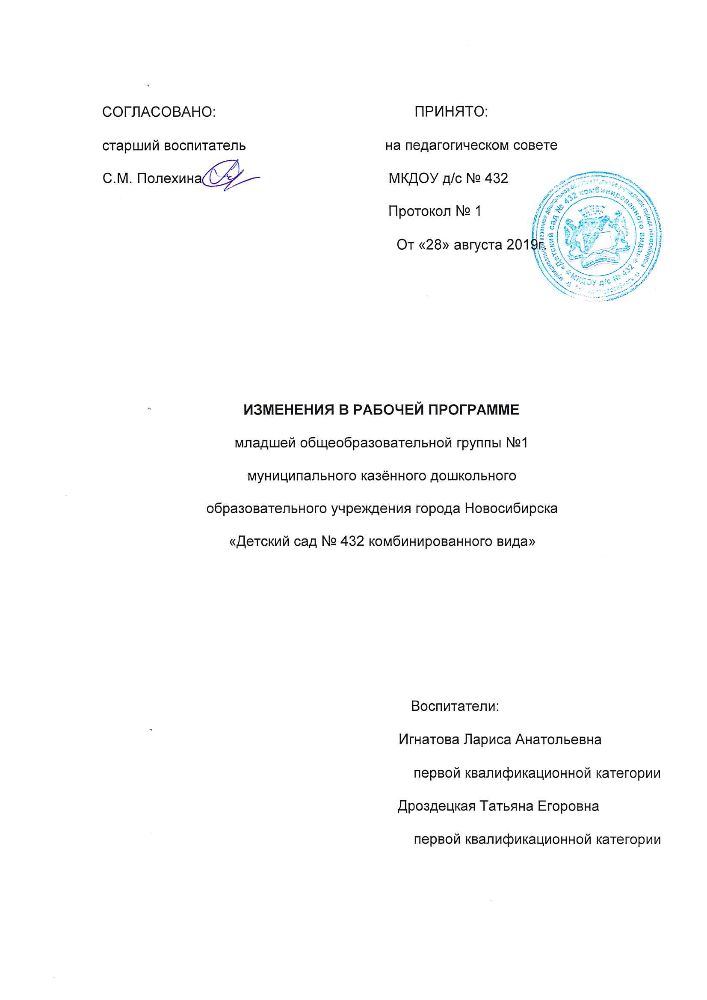 СОГЛАСОВАНО:
старший воспитатель
С.М. Полехина
ПРИНЯТО:
на педагогическом совете
МКДОУ д/с № 432
Протокол № 1
От «28» августа 2019г.
муниципальное казенное дошкольное образовательное учреждение города Новосибирска
«Детский сад № 432 комбинированного вида»
МКДОУ д/с № 432
ИЗМЕНЕНИЯ В РАБОЧЕЙ ПРОГРАММЕ
младшей общеобразовательной группы №1
муниципального казённого дошкольного
образовательного учреждения города Новосибирска
«Детский сад № 432 комбинированного вида»
Воспитатели:
Игнатова Лариса Анатольевна
первой квалификационной категории
Дроздецкая Татьяна Егоровна
первой квалификационной категории